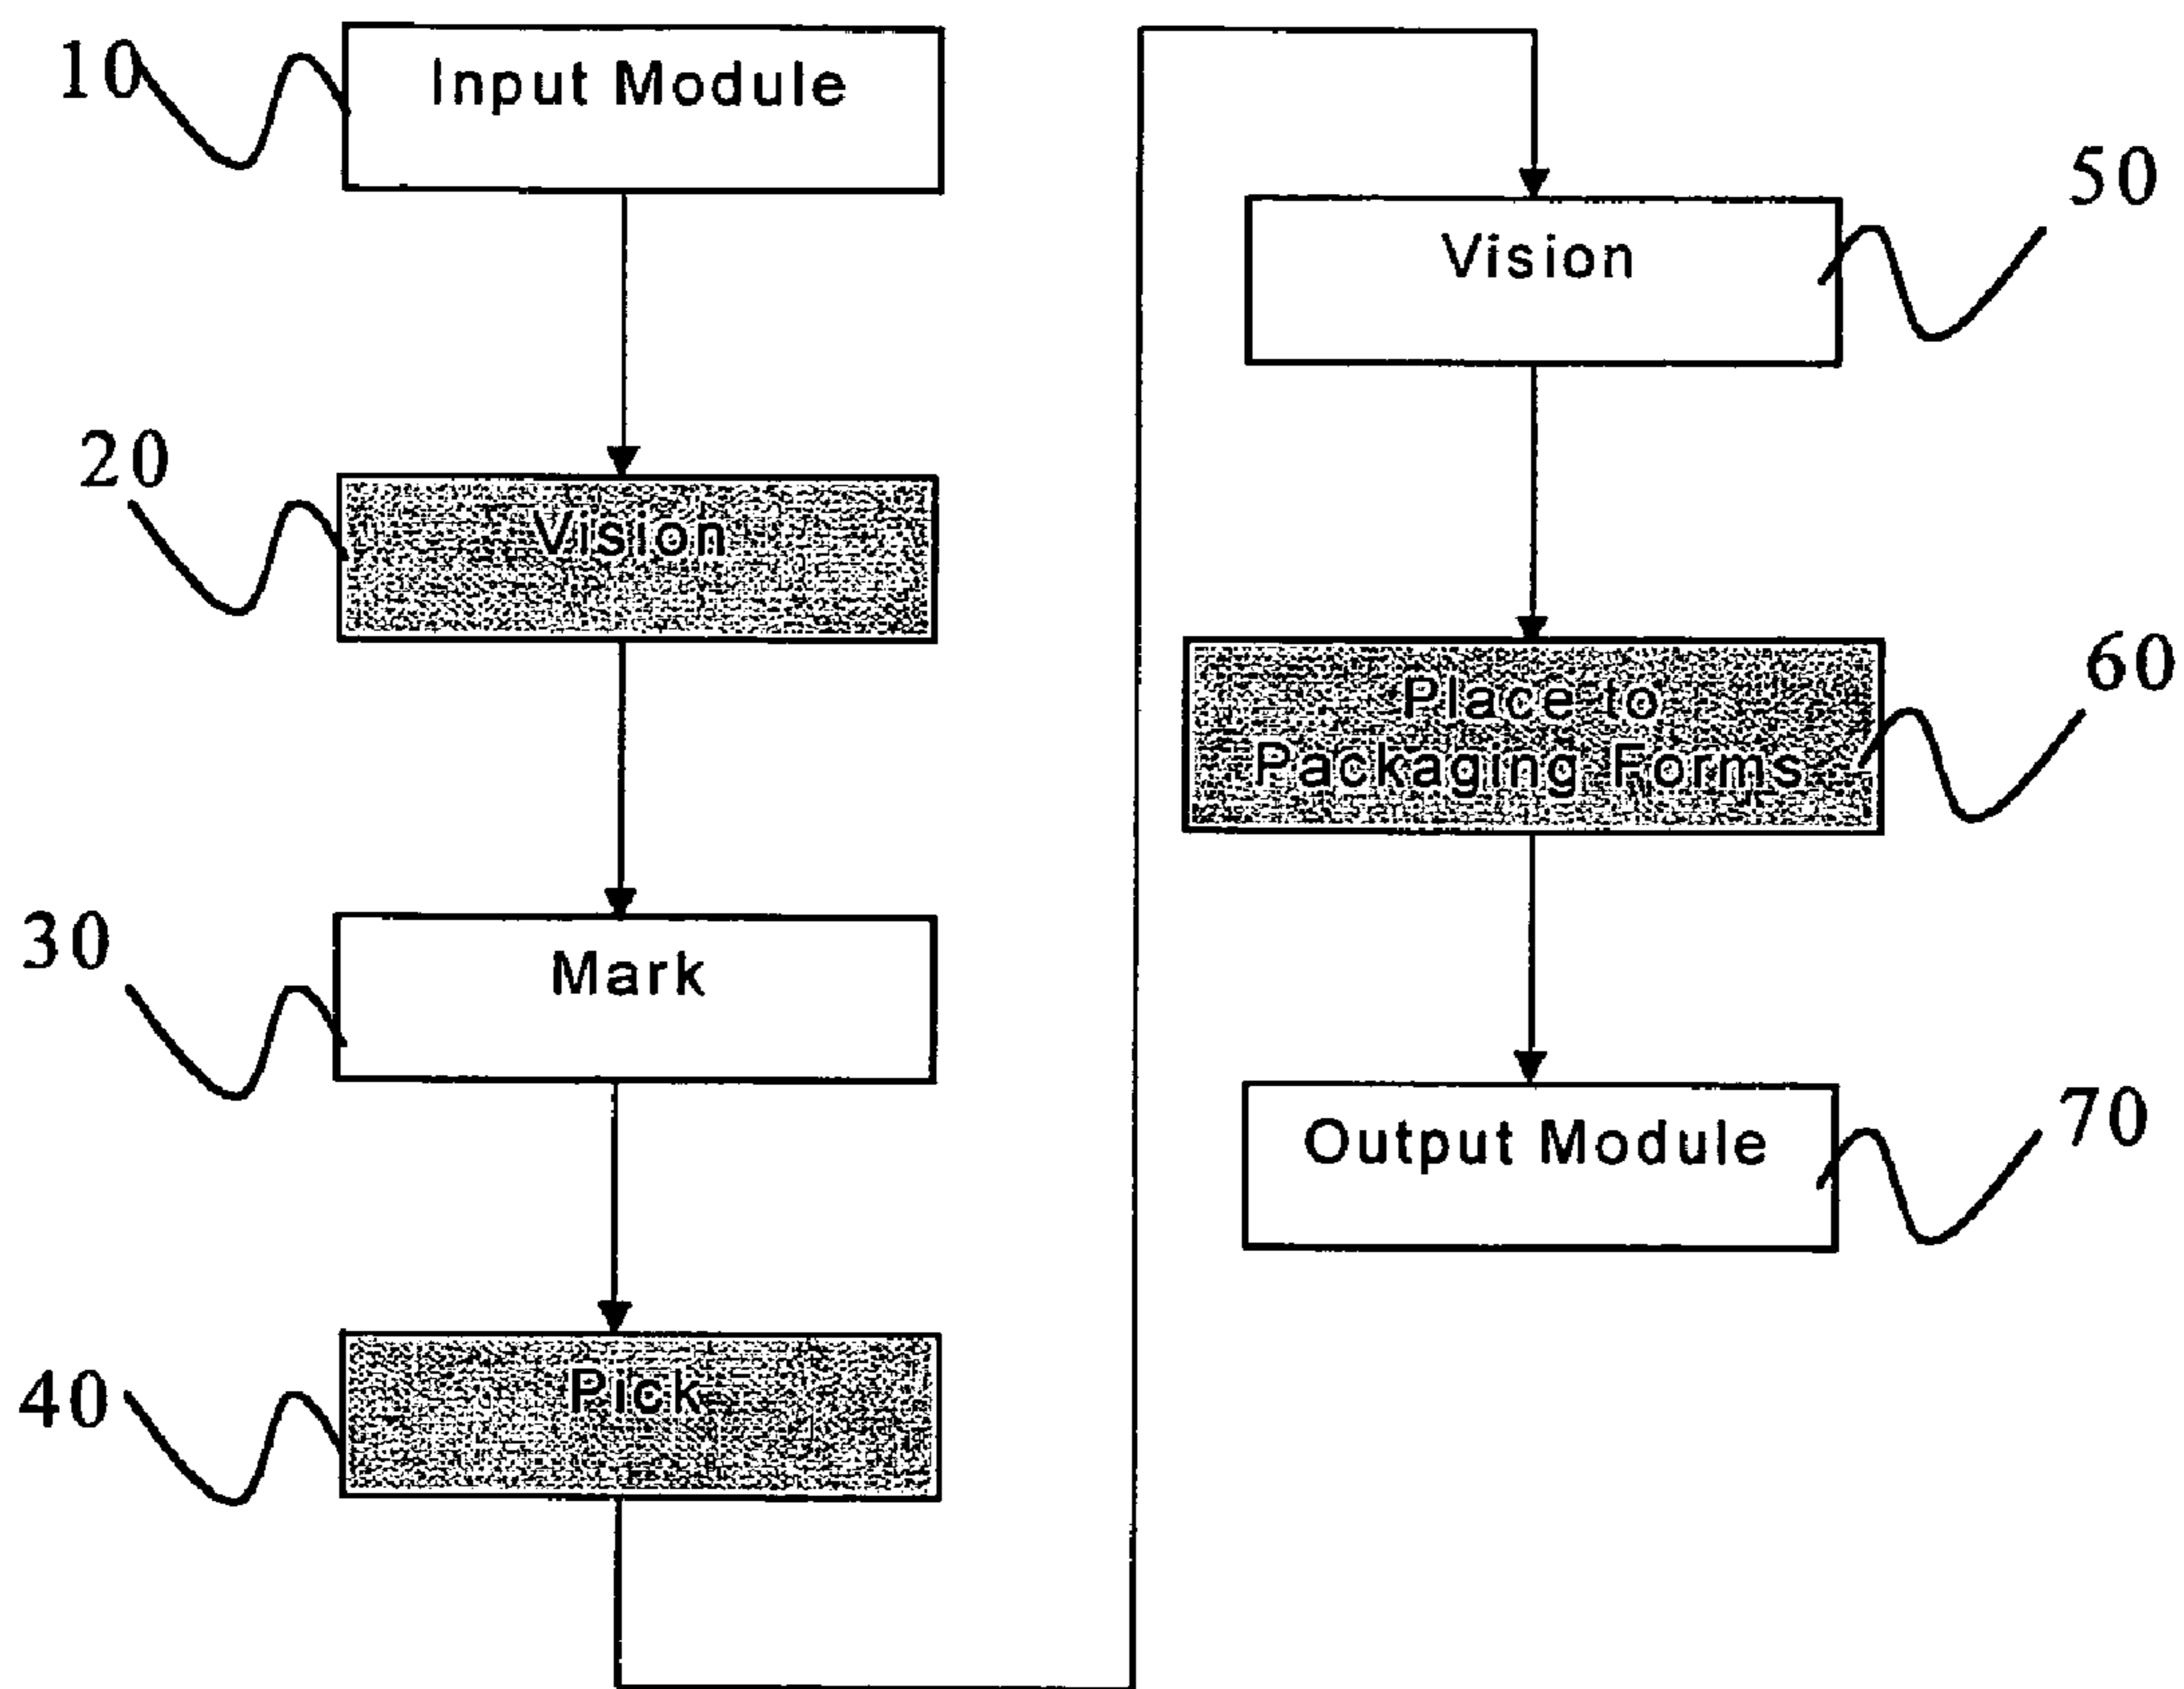 10
Input Module
20
Vision
30
Mark
40
Pick
50
Vision
60
Place to
Packaging Forms
70
Output Module